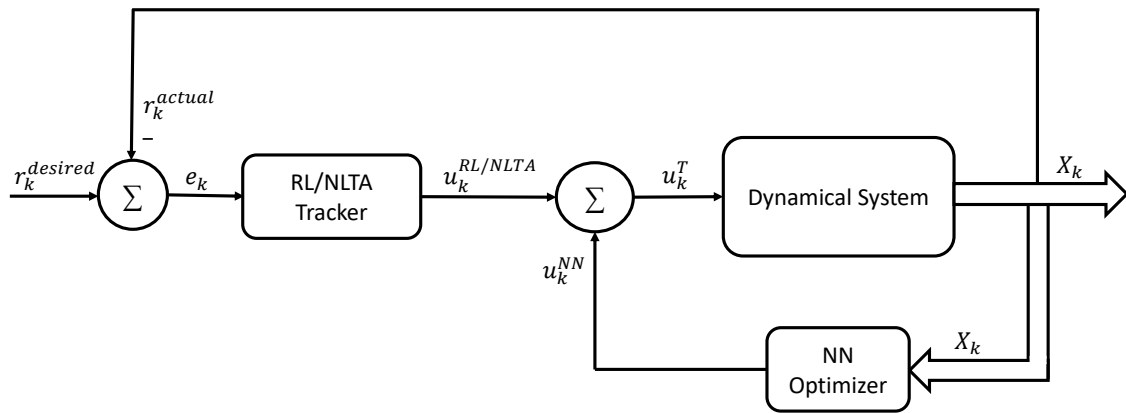 r_k^{actual}
−
r_k^{desired}
∑
e_k
RL/NLTA
Tracker
u_k^{RL/NLTA}
∑
u_k^T
Dynamical System
X_k
u_k^{NN}
NN
Optimizer
X_k